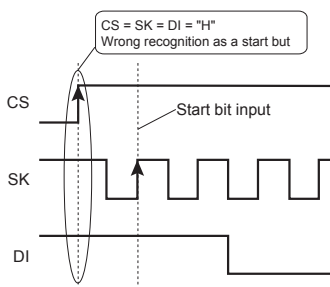 CS = SK = DI = "H"
Wrong recognition as a start but
CS
Start bit input
SK
DI